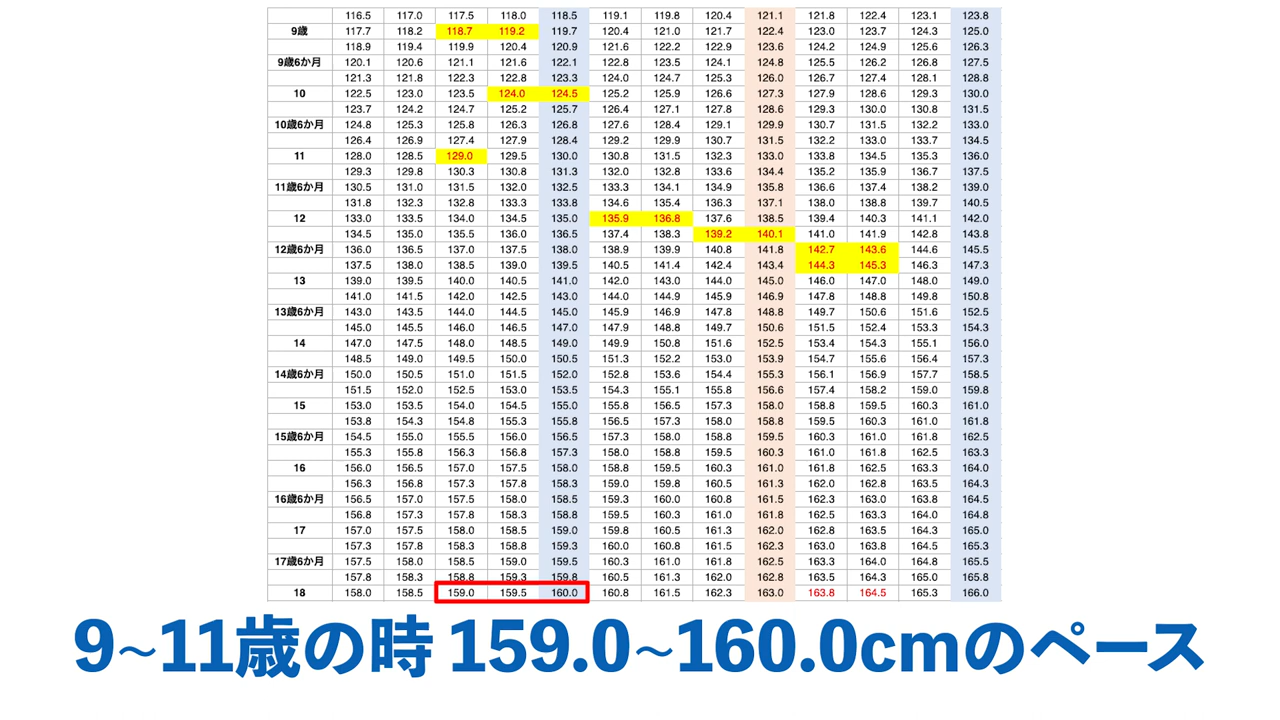 116.5 117.0 117.5 118.0 118.5 119.1 119.8 120.4 121.1 121.8 122.4 123.1 123.8
9歳 117.7 118.2 118.7 119.2 119.7 120.4 121.0 121.7 122.4 123.0 123.7 124.3 125.0
118.9 119.4 119.9 120.4 120.9 121.6 122.2 122.9 123.6 124.2 124.9 125.6 126.3
9歳6か月 120.1 120.6 121.1 121.6 122.1 122.8 123.5 124.1 124.8 125.5 126.2 126.8 127.5
121.3 121.8 122.3 122.8 123.3 124.0 124.7 125.3 126.0 126.7 127.4 128.1 128.8
10 122.5 123.0 123.5 124.0 124.5 125.2 125.9 126.6 127.3 127.9 128.6 129.3 130.0
123.7 124.2 124.7 125.2 125.7 126.4 127.1 127.8 128.6 129.3 130.0 130.8 131.5
10歳6か月 124.8 125.3 125.8 126.3 126.8 127.6 128.4 129.1 129.9 130.7 131.5 132.2 133.0
126.4 126.9 127.4 127.9 128.4 129.2 129.9 130.7 131.5 132.2 133.0 133.7 134.5
11 128.0 128.5 129.0 129.5 130.0 130.8 131.5 132.3 133.0 133.8 134.5 135.3 136.0
129.3 129.8 130.3 130.8 131.3 132.0 132.8 133.6 134.4 135.2 135.9 136.7 137.5
11歳6か月 130.5 131.0 131.5 132.0 132.5 133.3 134.1 134.9 135.8 136.6 137.4 138.2 139.0
131.8 132.3 132.8 133.3 133.8 134.6 135.4 136.3 137.1 138.0 138.8 139.7 140.5
12 133.0 133.5 134.0 134.5 135.0 135.9 136.8 137.6 138.5 139.4 140.3 141.1 142.0
134.5 135.0 135.5 136.0 136.5 137.4 138.3 139.2 140.1 141.0 141.9 142.8 143.8
12歳6か月 136.0 136.5 137.0 137.5 138.0 138.9 139.9 140.8 141.8 142.7 143.6 144.6 145.5
137.5 138.0 138.5 139.0 139.5 140.5 141.4 142.4 143.4 144.3 145.3 146.3 147.3
13 139.0 139.5 140.0 140.5 141.0 142.0 143.0 144.0 145.0 146.0 147.0 148.0 149.0
141.0 141.5 142.0 142.5 143.0 144.0 144.9 145.9 146.9 147.8 148.8 149.8 150.8
13歳6か月 143.0 143.5 144.0 144.5 145.0 145.9 146.9 147.8 148.8 149.7 150.6 151.6 152.5
145.0 145.5 146.0 146.5 147.0 147.9 148.8 149.7 150.6 151.5 152.4 153.3 154.3
14 147.0 147.5 148.0 148.5 149.0 149.9 150.8 151.6 152.5 153.4 154.3 155.1 156.0
148.5 149.0 149.5 150.0 150.5 151.3 152.2 153.0 153.9 154.7 155.6 156.4 157.3
14歳6か月 150.0 150.5 151.0 151.5 152.0 152.8 153.6 154.4 155.3 156.1 156.9 157.7 158.5
151.5 152.0 152.5 153.0 153.5 154.3 155.1 155.8 156.6 157.4 158.2 159.0 159.8
15 153.0 153.5 154.0 154.5 155.0 155.8 156.5 157.3 158.0 158.8 159.5 160.3 161.0
153.8 154.3 154.8 155.3 155.8 156.5 157.3 158.0 158.8 159.5 160.3 161.0 161.8
15歳6か月 154.5 155.0 155.5 156.0 156.5 157.3 158.0 158.8 159.5 160.3 161.0 161.8 162.5
155.3 155.8 156.3 156.8 157.3 158.0 158.8 159.5 160.3 161.0 161.8 162.5 163.3
16 156.0 156.5 157.0 157.5 158.0 158.8 159.5 160.3 161.0 161.8 162.5 163.3 164.0
156.3 156.8 157.3 157.8 158.3 159.0 159.8 160.5 161.3 162.0 162.8 163.5 164.3
16歳6か月 156.5 157.0 157.5 158.0 158.5 159.3 160.0 160.8 161.5 162.3 163.0 163.8 164.5
156.8 157.3 157.8 158.3 158.8 159.5 160.3 161.0 161.8 162.5 163.3 164.0 164.8
17 157.0 157.5 158.0 158.5 159.0 159.8 160.5 161.3 162.0 162.8 163.5 164.3 165.0
157.3 157.8 158.3 158.8 159.3 160.0 160.8 161.5 162.3 163.0 163.8 164.5 165.3
17歳6か月 157.5 158.0 158.5 159.0 159.5 160.3 161.0 161.8 162.5 163.3 164.0 164.8 165.5
157.8 158.3 158.8 159.3 159.8 160.5 161.3 162.0 162.8 163.5 164.3 165.0 165.8
18 158.0 158.5 159.0 159.5 160.0 160.8 161.5 162.3 163.0 163.8 164.5 165.3 166.0
9~11歳の時 159.0~160.0cmのペース